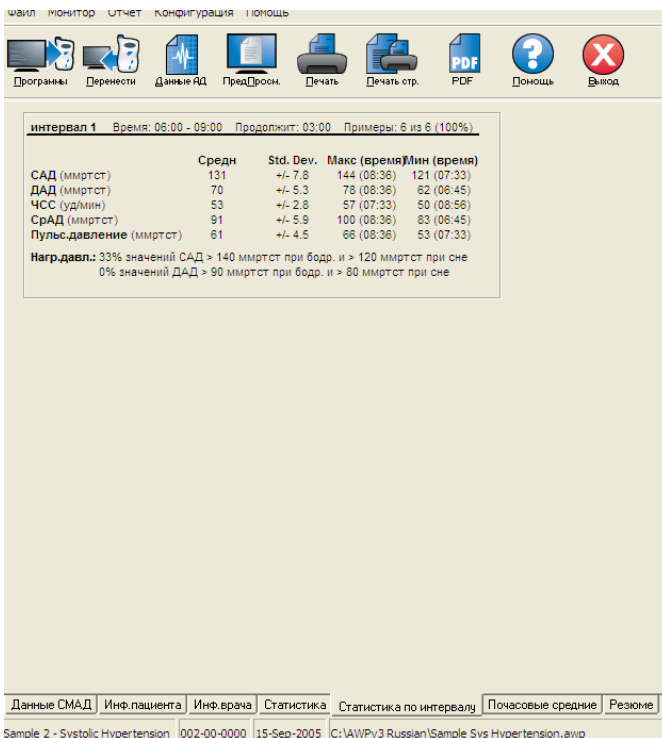 Файл Монитор Отчет Конфигурация Помощь
Программы Перенести Данные АД ПредПросм. Печать Печать стр. PDF Помощь Выход
PDF
интервал 1 Время: 06:00 - 09:00 Продолжит: 03:00 Примеры: 6 из 6 (100%)
Средн Std. Dev. Макс (время) Мин (время)
САД (ммртст) 131 +/- 7.8 144 (08:36) 121 (07:33)
ДАД (ммртст) 70 +/- 5.3 78 (08:36) 62 (06:45)
ЧСС (уд/мин) 53 +/- 2.8 57 (07:33) 50 (08:56)
СрАД (ммртст) 91 +/- 5.9 100 (08:36) 83 (06:45)
Пульс.давление (ммртст) 61 +/- 4.5 66 (08:36) 53 (07:33)
Нагр.давл.: 33% значений САД > 140 ммртст при бодр. и > 120 ммртст при сне
0% значений ДАД > 90 ммртст при бодр. и > 80 ммртст при сне
Данные СМАД Инф.пациента Инф.врача Статистика Статистика по интервалу Почасовые средние Резюме
Sample 2 - Systolic Hypertension 002-00-0000 15-Sep-2005 C:\AWPv3 Russian\Sample Sys Hypertension.awp